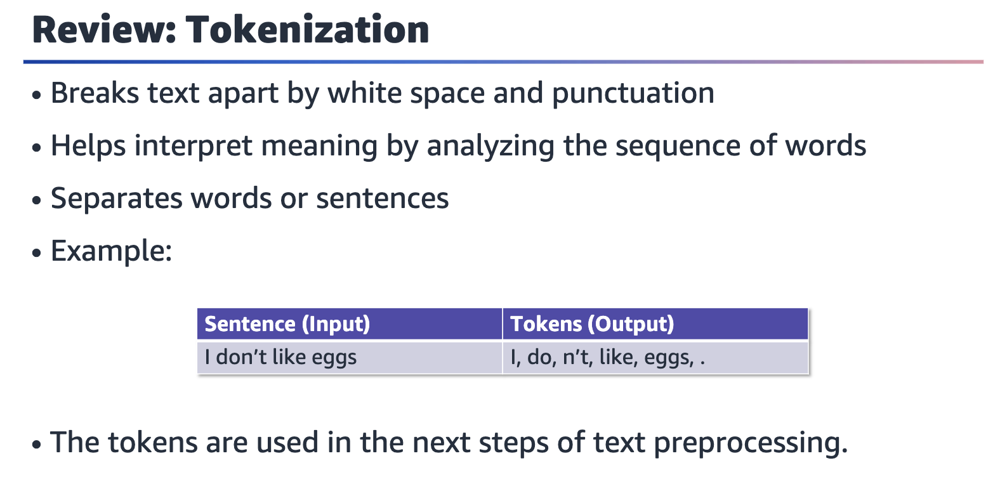 Review: Tokenization
• Breaks text apart by white space and punctuation
• Helps interpret meaning by analyzing the sequence of words
• Separates words or sentences
• Example:
Sentence (Input) Tokens (Output)
I don’t like eggs I, do, n’t, like, eggs, .
• The tokens are used in the next steps of text preprocessing.